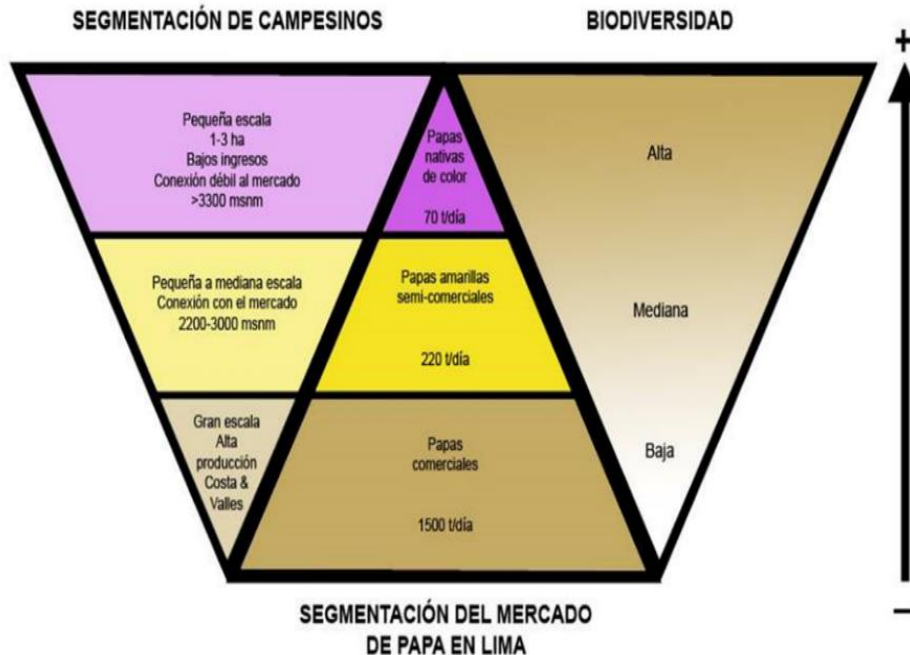 SEGMENTACIÓN DE CAMPESINOS
BIODIVERSIDAD
+
Pequeña escala
1-3 ha
Bajos ingresos
Conexión débil al mercado
>3300 msnm
Papas
nativas
de color
70 t/día
Alta
Pequeña a mediana escala
Conexión con el mercado
2200-3000 msnm
Papas amarillas
semi-comerciales
220 t/día
Mediana
Gran escala
Alta
producción
Costa &
Valles
Papas
comerciales
1500 t/día
Baja
–
SEGMENTACIÓN DEL MERCADO
DE PAPA EN LIMA